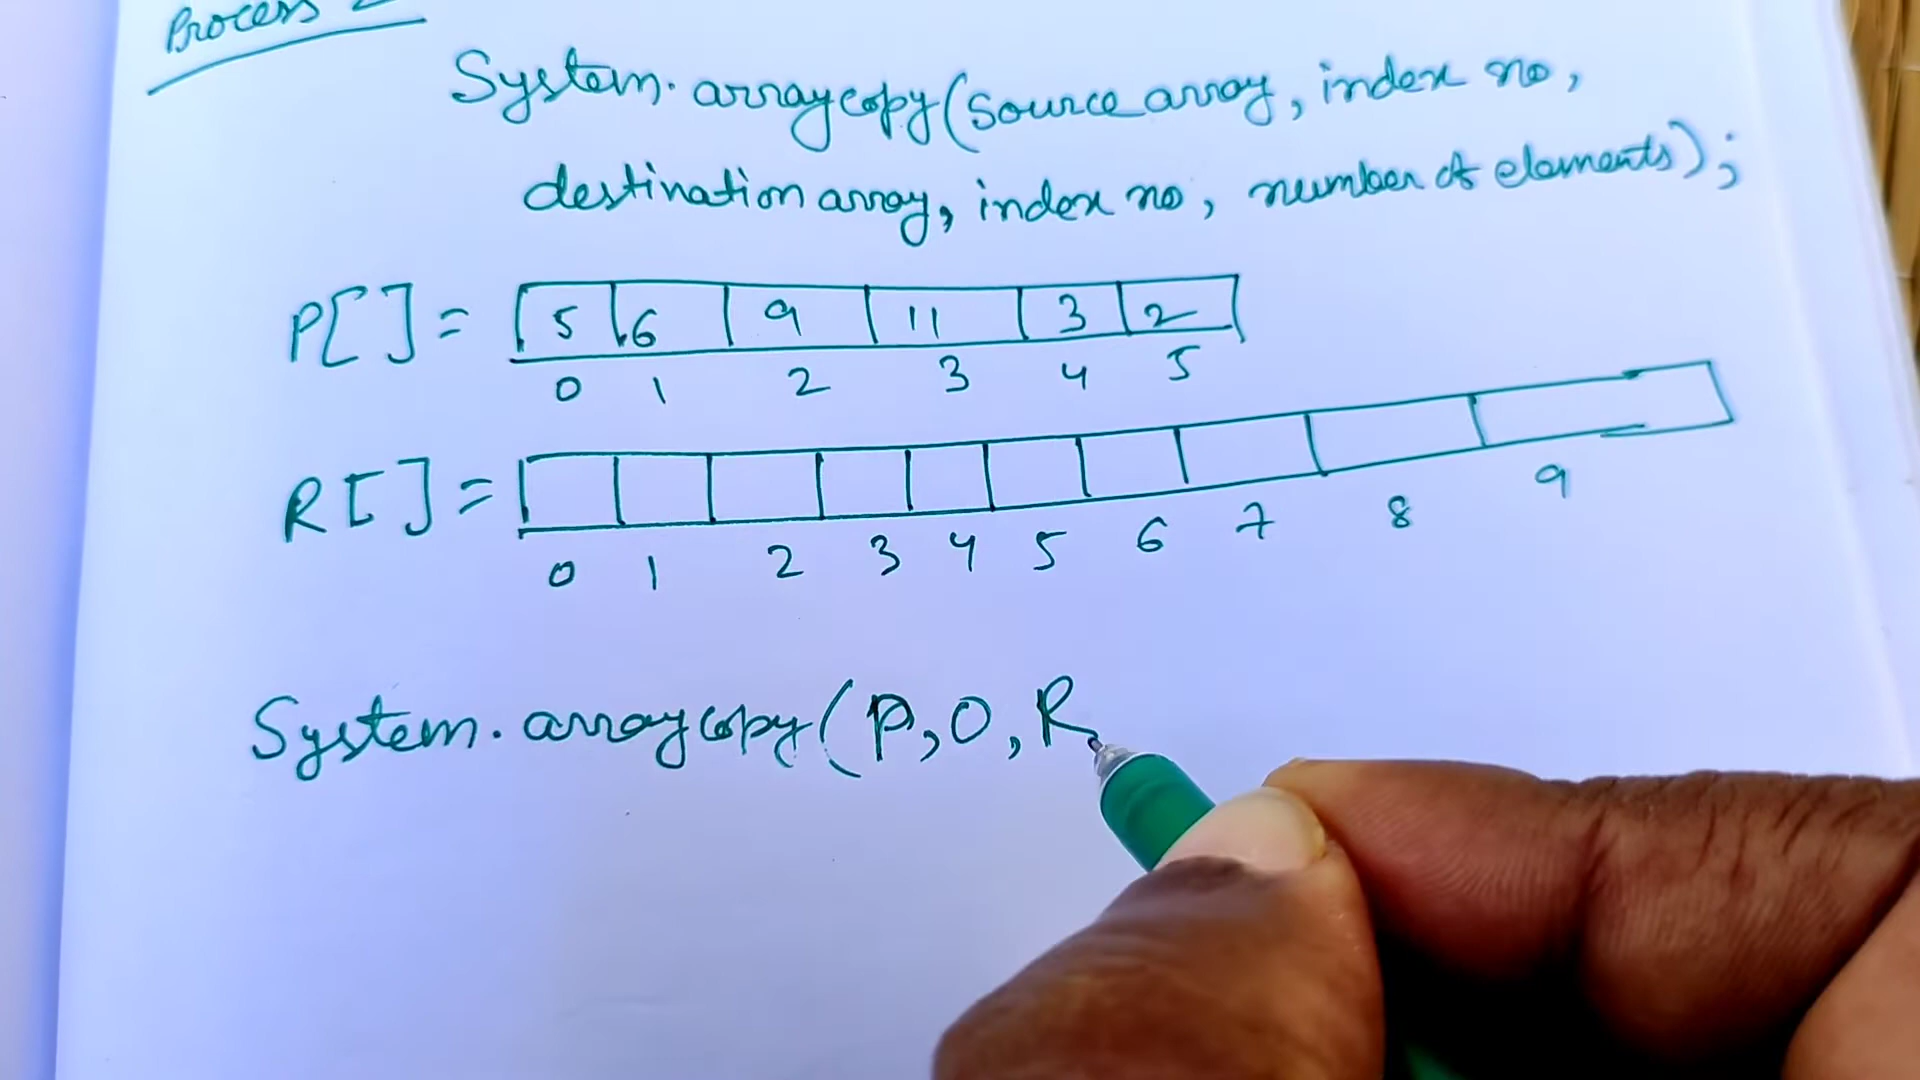 Process 2
System.arraycopy(Source array, index no,
destination array, index no, number of elements);
P[ ] = 5 6 9 11 3 2
0 1 2 3 4 5
R[ ] =
0 1 2 3 4 5 6 7 8 9
System.arraycopy(P,0,R